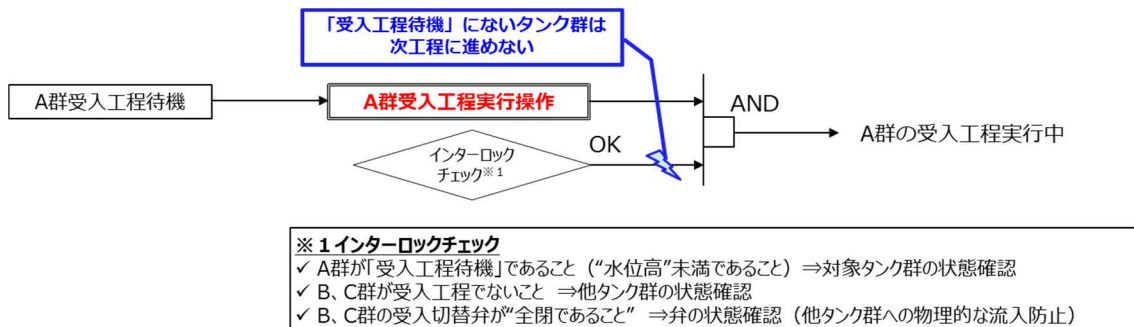 「受入工程待機」にないタンク群は
次工程に進めない
A群受入工程待機
A群受入工程実行操作
AND
A群の受入工程実行中
インターロック
チェック※1
OK
※1インターロックチェック
✓ A群が「受入工程待機」であること（“水位高”未満であること）⇒対象タンク群の状態確認
✓ B、C群が受入工程でないこと ⇒他タンク群の状態確認
✓ B、C群の受入切替弁が“全閉であること” ⇒弁の状態確認（他タンク群への物理的な流入防止）